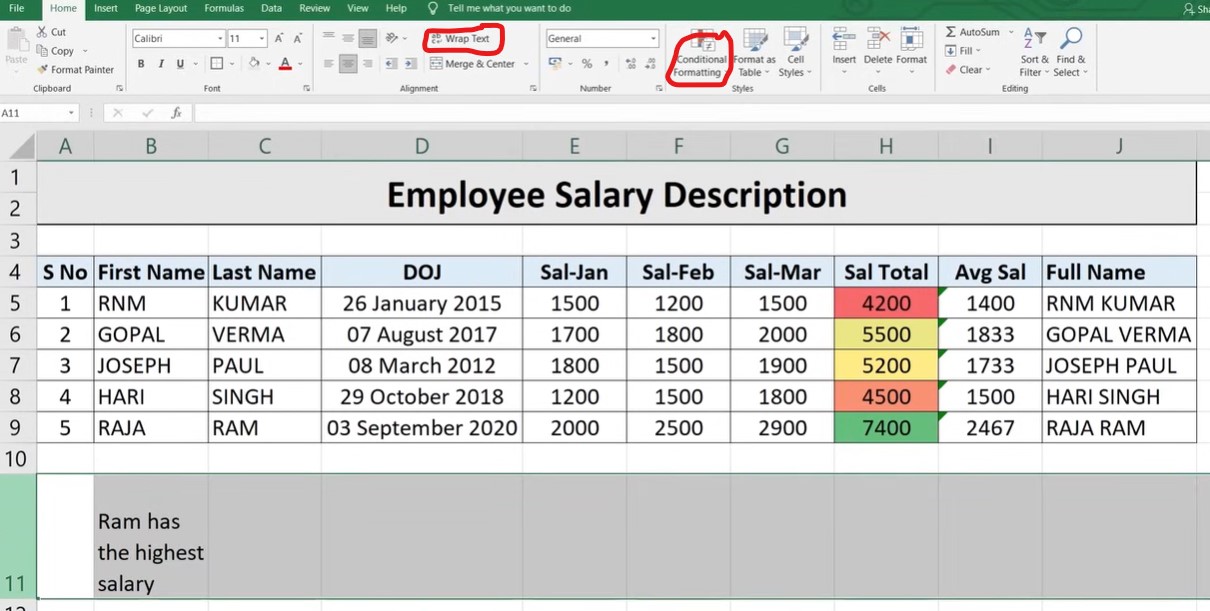 File Home Insert Page Layout Formulas Data Review View Help Tell me what you want to do
Cut
Copy
Format Painter
Paste
Clipboard
Calibri 11 A A
B I U A
Font
Wrap Text
Merge & Center
Alignment
General
% ,
Number
Conditional Formatting
Format as Table
Cell Styles
Styles
Insert Delete Format
Cells
AutoSum
Fill
Clear
Sort & Filter
Find & Select
Editing
A11 fx
A B C D E F G H I J
1
2 Employee Salary Description
3
4 S No First Name Last Name DOJ Sal-Jan Sal-Feb Sal-Mar Sal Total Avg Sal Full Name
5 1 RNM KUMAR 26 January 2015 1500 1200 1500 4200 1400 RNM KUMAR
6 2 GOPAL VERMA 07 August 2017 1700 1800 2000 5500 1833 GOPAL VERMA
7 3 JOSEPH PAUL 08 March 2012 1800 1500 1900 5200 1733 JOSEPH PAUL
8 4 HARI SINGH 29 October 2018 1200 1500 1800 4500 1500 HARI SINGH
9 5 RAJA RAM 03 September 2020 2000 2500 2900 7400 2467 RAJA RAM
10
Ram has
the highest
11 salary